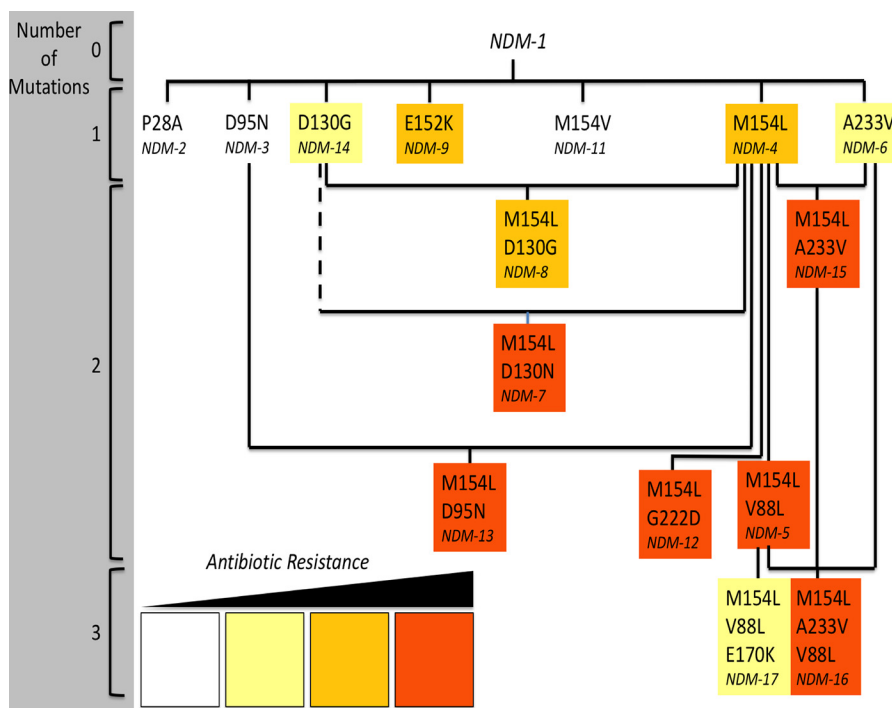 Number
of
Mutations
0
NDM-1
1
P28A
NDM-2
D95N
NDM-3
D130G
NDM-14
E152K
NDM-9
M154V
NDM-11
M154L
NDM-4
A233V
NDM-6
2
M154L
D130G
NDM-8
M154L
A233V
NDM-15
M154L
D130N
NDM-7
M154L
D95N
NDM-13
M154L
G222D
NDM-12
M154L
V88L
NDM-5
Antibiotic Resistance
3
M154L
V88L
E170K
NDM-17
M154L
A233V
V88L
NDM-16